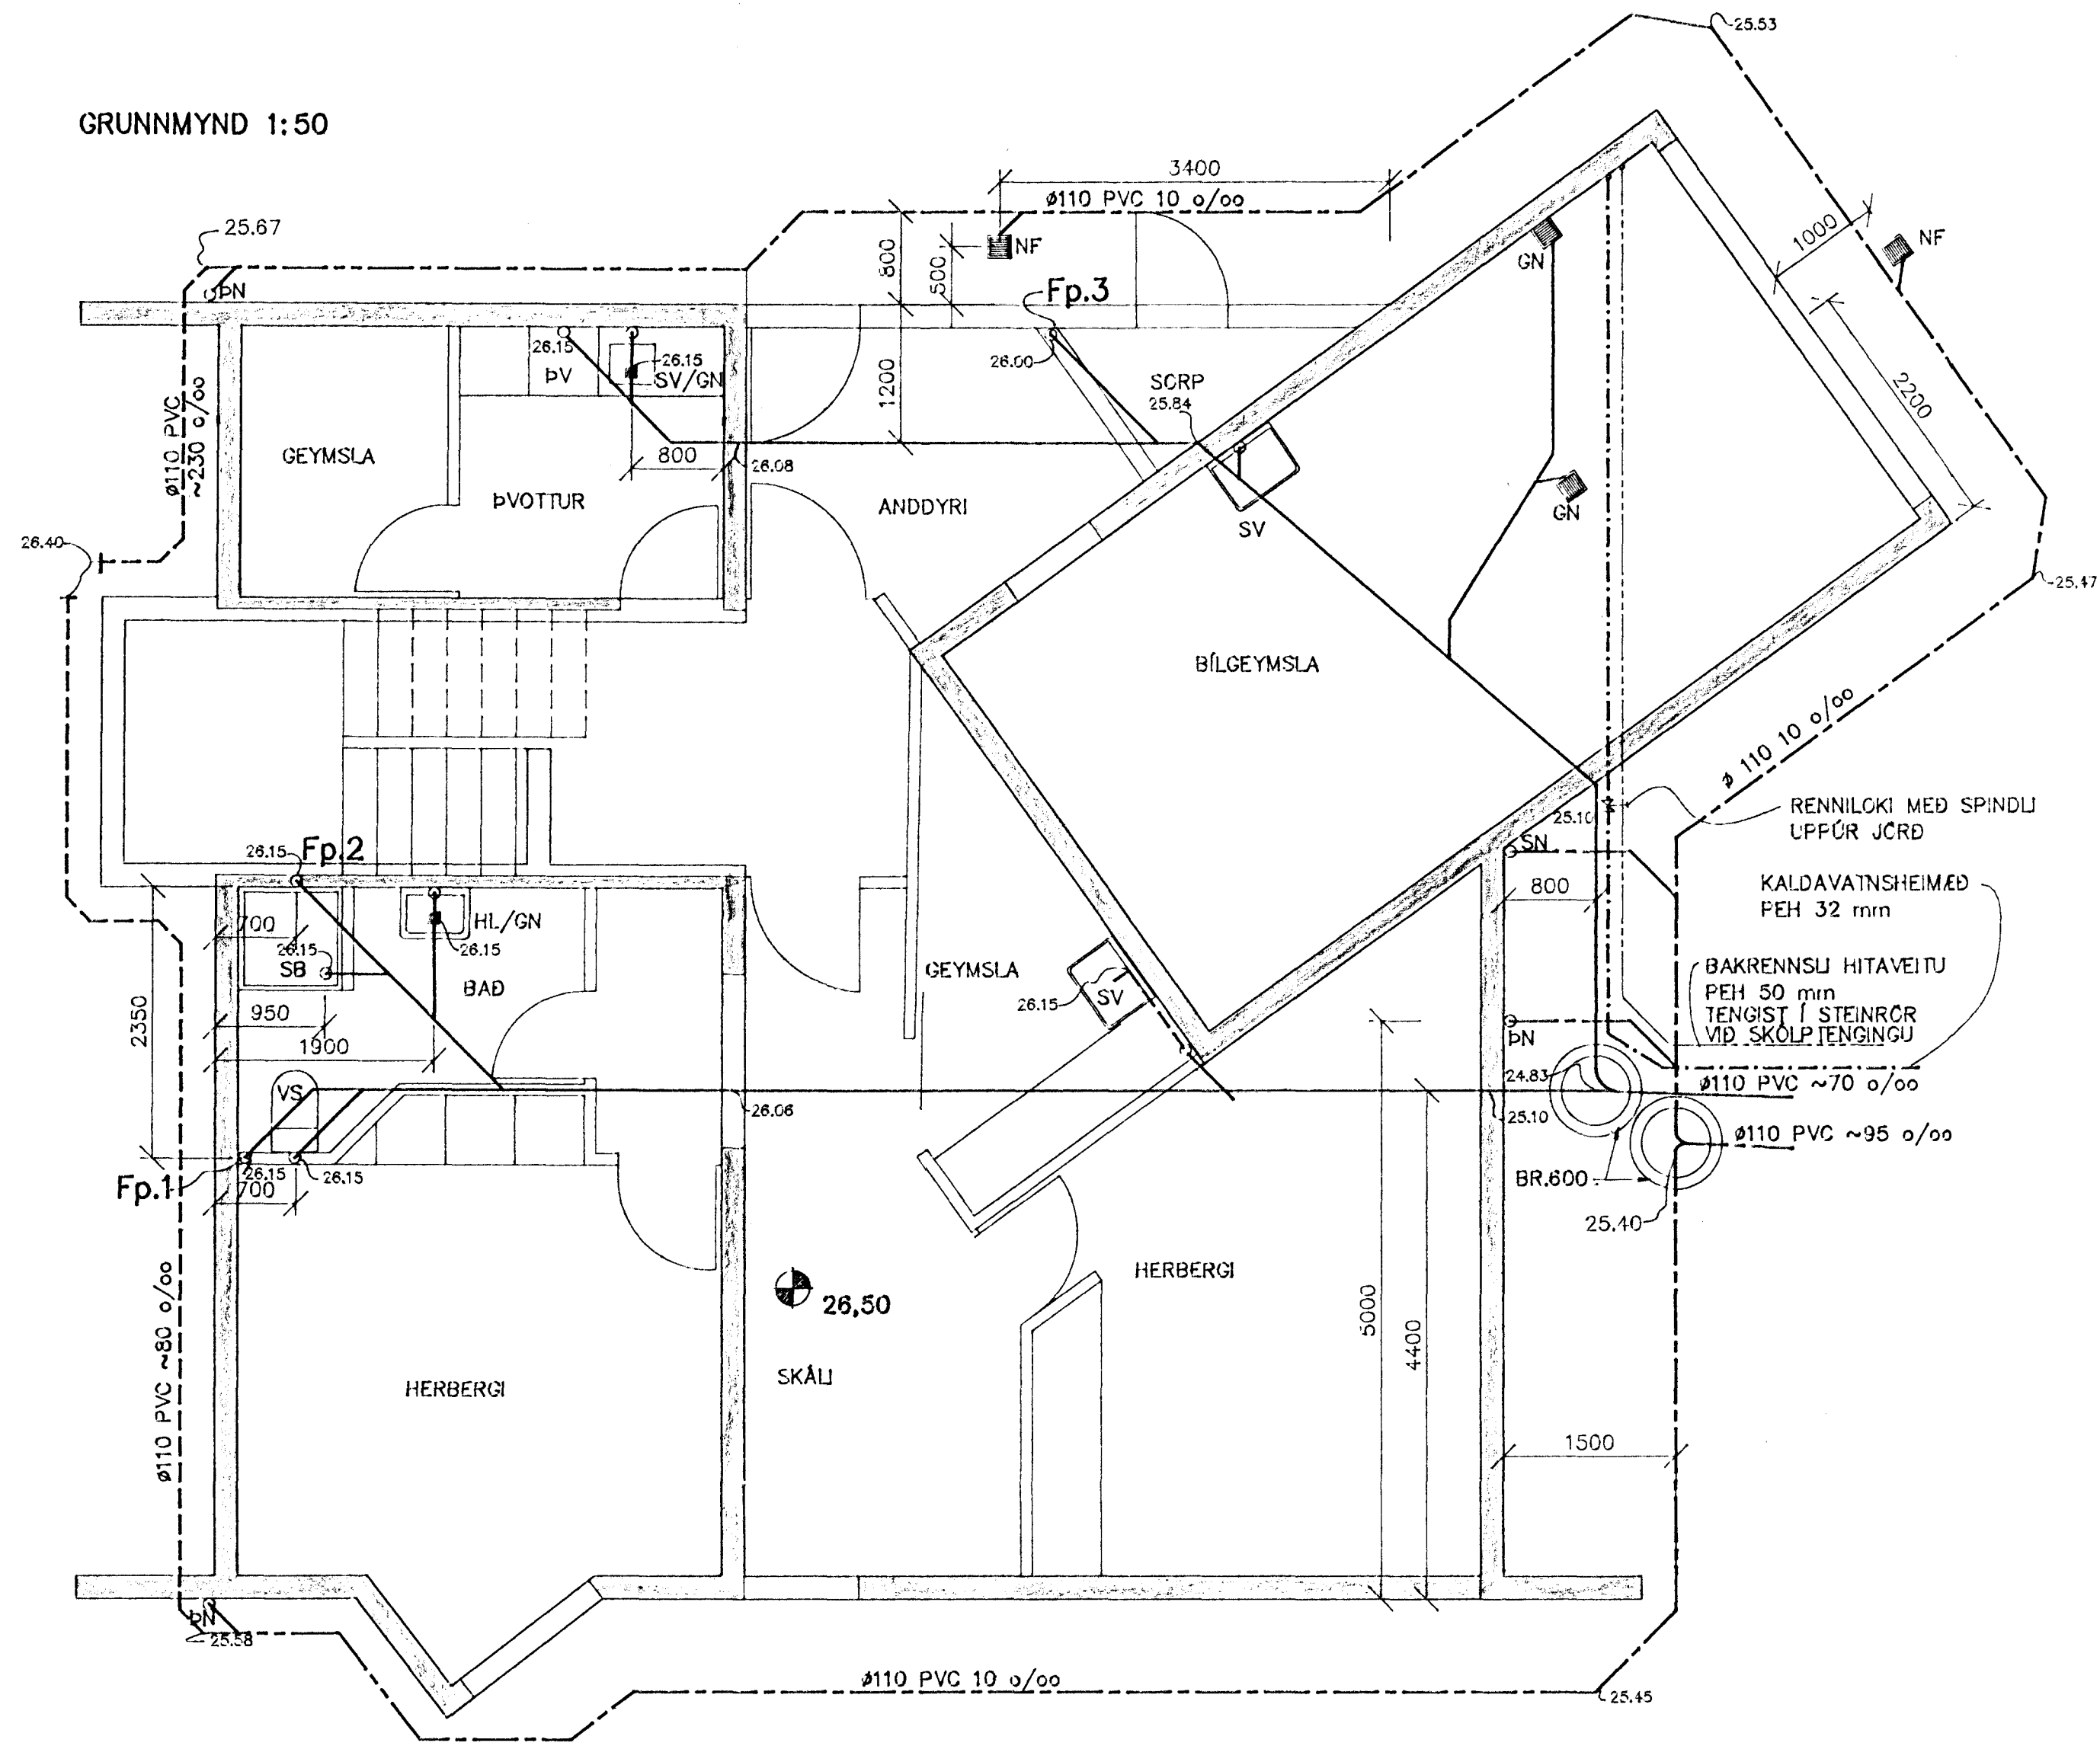 GRUNNMYND 1:50
25.53
3400
ø110 PVC 10 o/oo
25.67
NF
800
500
Fp.3
GN
1000
NF
ÞN
26.15
ÞV
26.15
SV/GN
26.00
SORP
25.84
1200
2200
ø110 PVC
~230 o/oo
GEYMSLA
800
26.08
ÞVOTTUR
ANDDYRI
SV
GN
26.40
25.47
BÍLGEYMSLA
ø 110 10 o/oo
RENNILOKI MEÐ SPINDLI
UPPÚR JÖRÐ
25.10
SN
26.15
Fp.2
800
KALDAVATNSHEIMÆÐ
PEH 32 mm
700
HL/GN
26.15
26.15
SB
BAÐ
GEYMSLA
26.15
SV
BAKRENNSLI HITAVEITU
PEH 50 mm
TENGIST Í STEINRÖR
VIÐ SKÓLPTENGINGU
950
2350
1900
ÞN
24.83
ø110 PVC ~70 o/oo
VS
26.06
25.10
ø110 PVC ~95 o/oo
26.15
26.15
Fp.1
700
BR.600
25.40
HERBERGI
26,50
5000
4400
ø110 PVC ~80 o/oo
HERBERGI
SKÁLI
1500
ÞN
25.58
ø110 PVC 10 o/oo
25.45